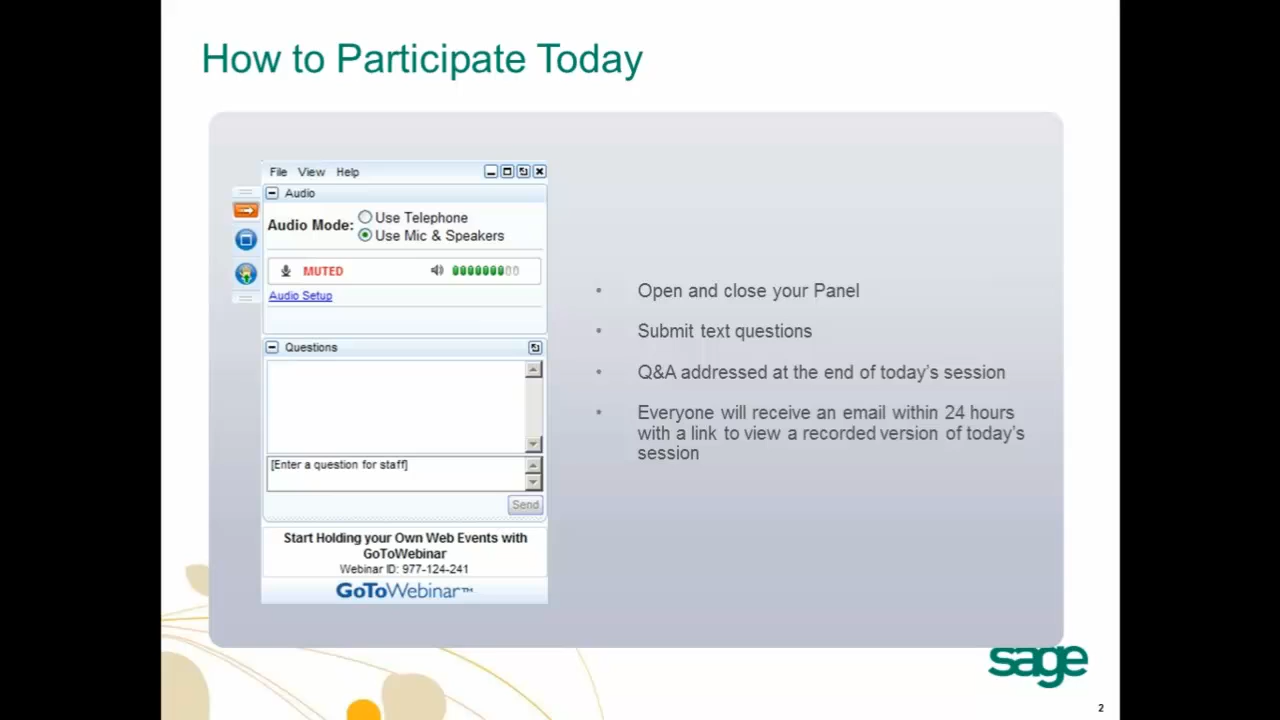 How to Participate Today
File View Help
Audio
Audio Mode:
Use Telephone
Use Mic & Speakers
MUTED
Audio Setup
Questions
[Enter a question for staff]
Send
Start Holding your Own Web Events with
GoToWebinar
Webinar ID: 977-124-241
GoToWebinar™
• Open and close your Panel
• Submit text questions
• Q&A addressed at the end of today’s session
• Everyone will receive an email within 24 hours
with a link to view a recorded version of today’s
session
sage
2